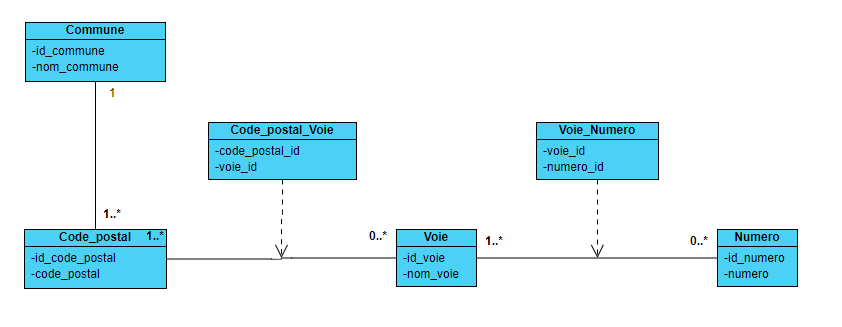 Commune
-id_commune
-nom_commune
1
1..*
Code_postal_Voie
-code_postal_id
-voie_id
Voie_Numero
-voie_id
-numero_id
Code_postal
1..*
-id_code_postal
-code_postal
0..*
Voie
-id_voie
-nom_voie
1..*
0..*
Numero
-id_numero
-numero